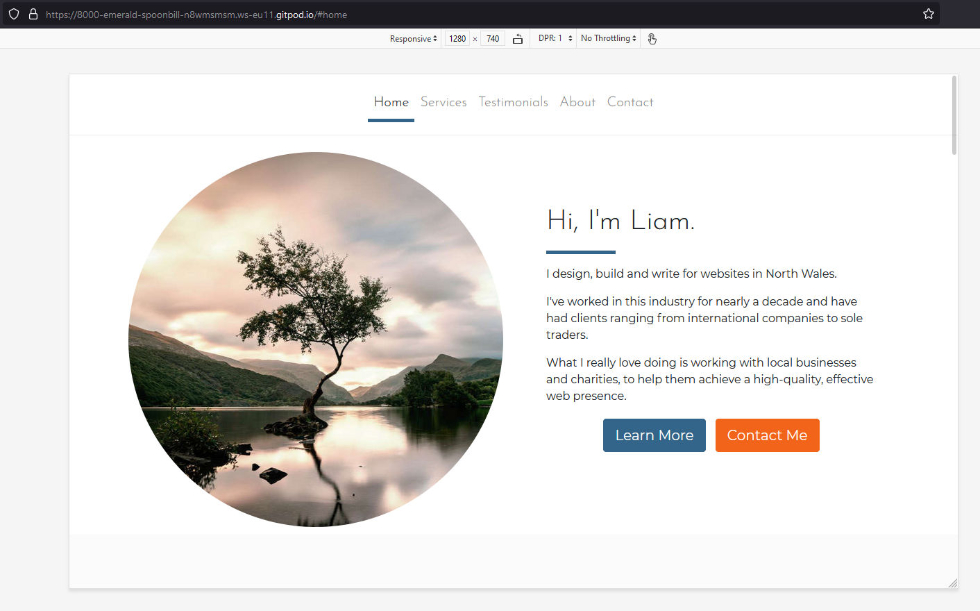 https://8000-emerald-spoonbill-n8wmsmsm.ws-eu11.gitpod.io/#home
Responsive 1280 × 740 DPR: 1 No Throttling
Home Services Testimonials About Contact
Hi, I'm Liam.
I design, build and write for websites in North Wales.
I've worked in this industry for nearly a decade and have
had clients ranging from international companies to sole
traders.
What I really love doing is working with local businesses
and charities, to help them achieve a high-quality, effective
web presence.
Learn More Contact Me